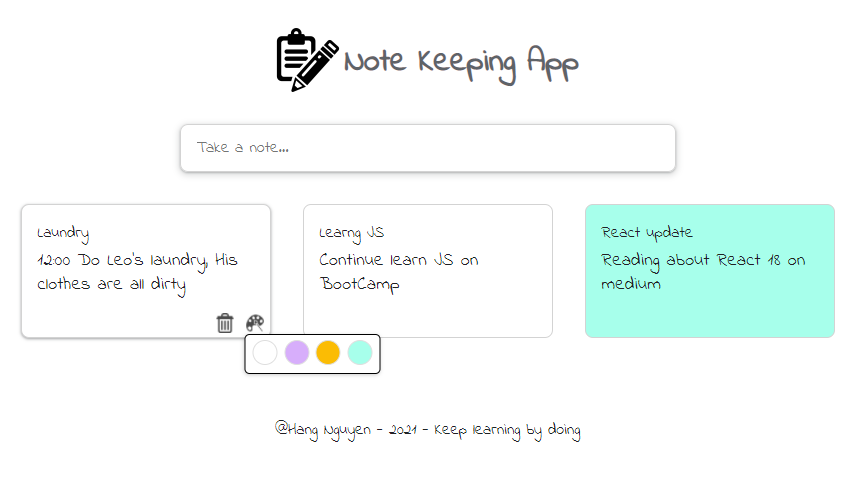 Note Keeping App
Take a note...
Laundry
12:00 Do Leo's laundry, His
clothes are all dirty
Learng JS
Continue learn JS on
BootCamp
React update
Reading about React 18 on
medium
@Hang Nguyen - 2021 - Keep learning by doing